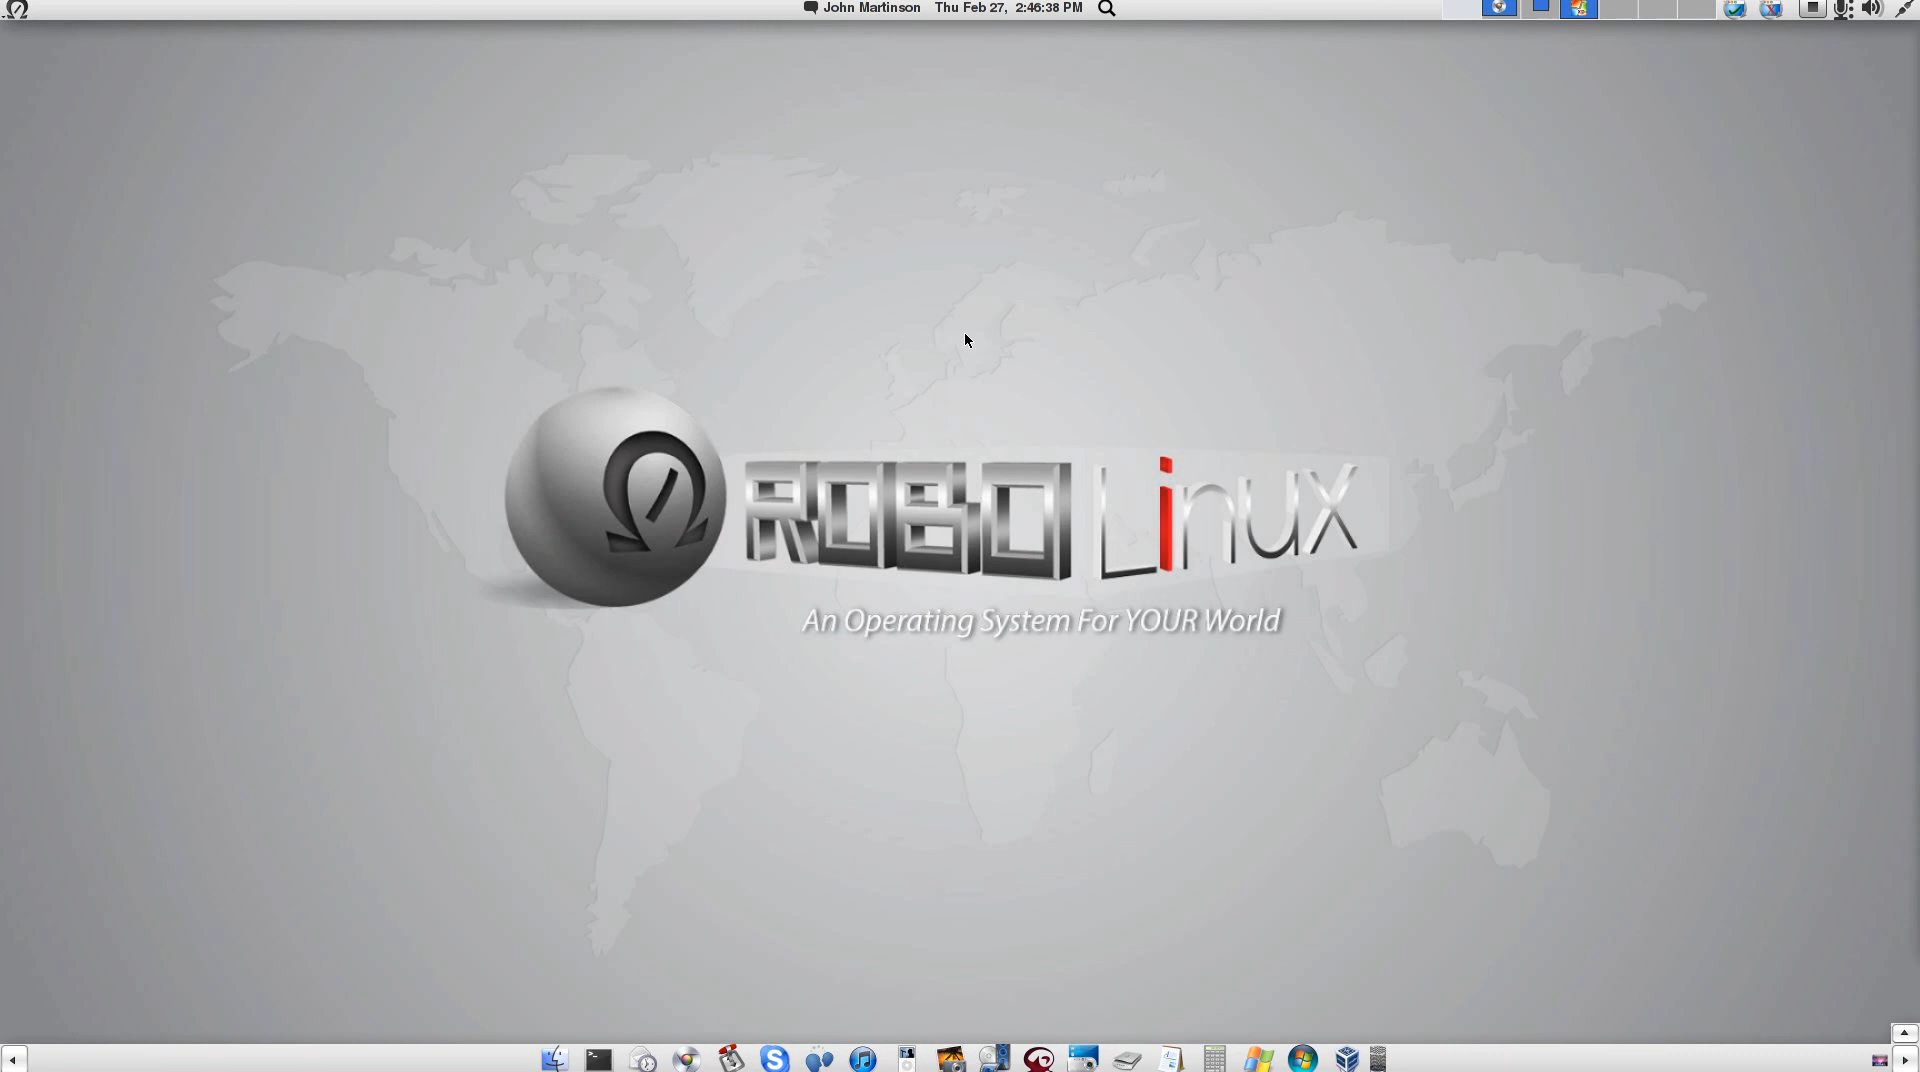 John Martinson Thu Feb 27, 2:46:38 PM
ROBO Linux
An Operating System For YOUR World